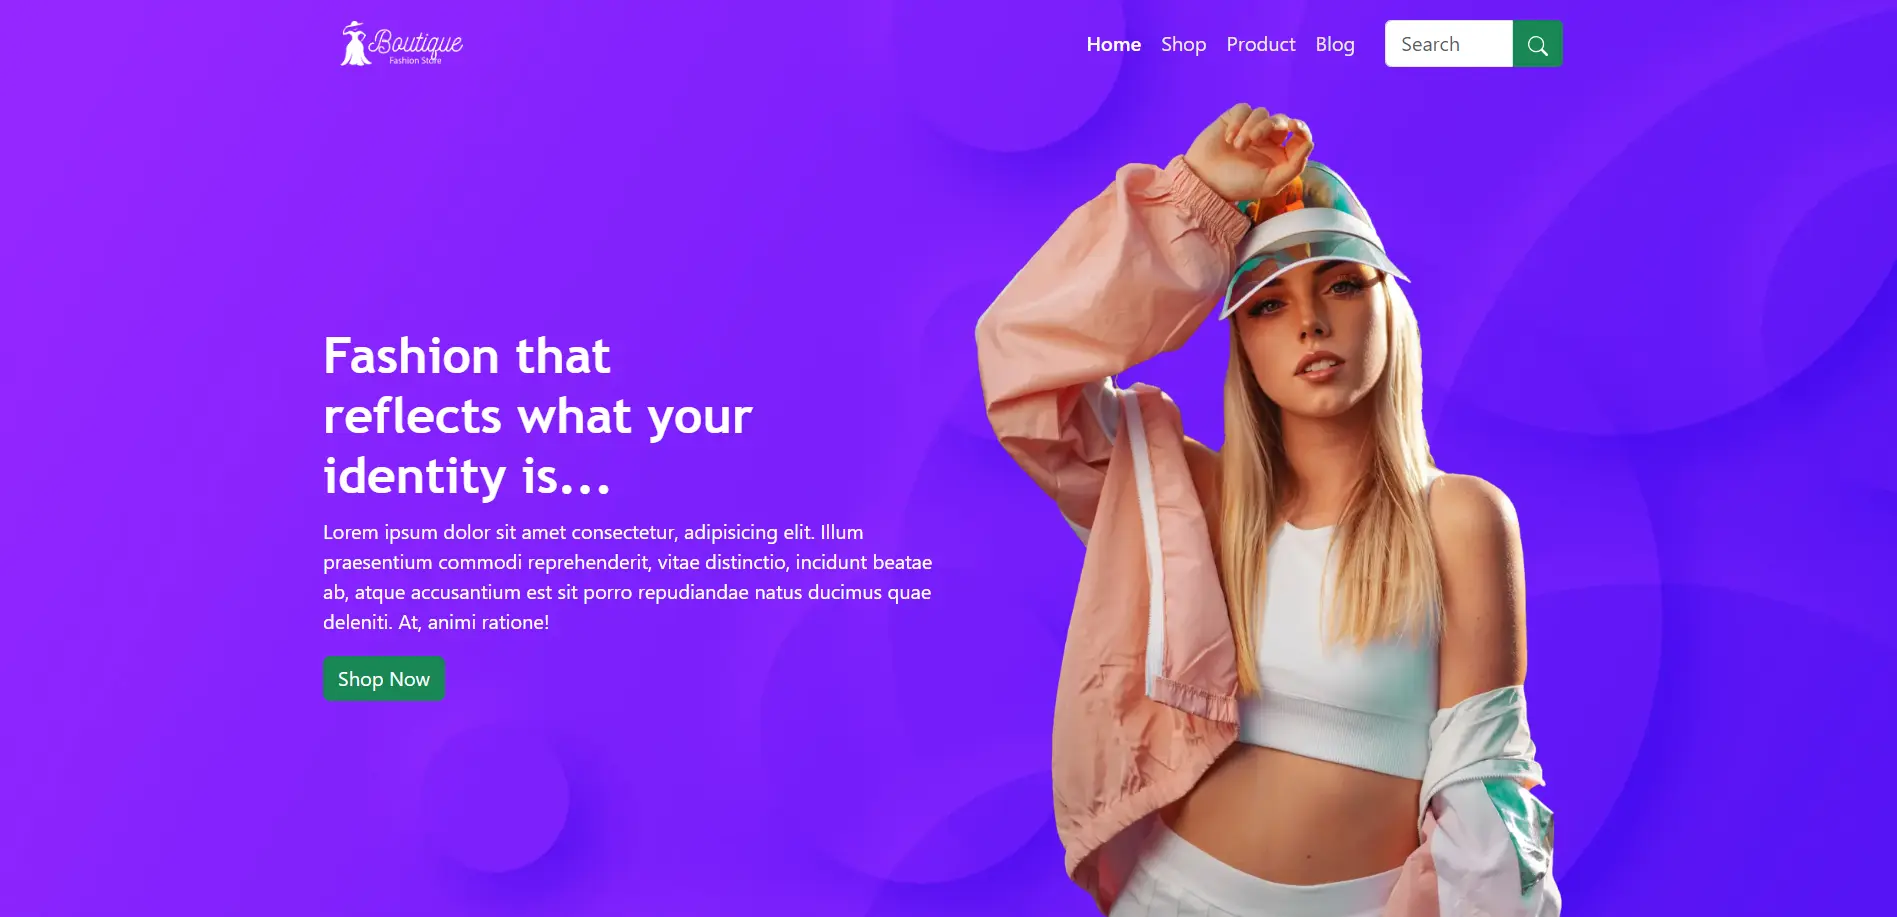 Boutique
Fashion Store
Home Shop Product Blog Search
Fashion that
reflects what your
identity is...
Lorem ipsum dolor sit amet consectetur, adipisicing elit. Illum
praesentium commodi reprehenderit, vitae distinctio, incidunt beatae
ab, atque accusantium est sit porro repudiandae natus ducimus quae
deleniti. At, animi ratione!
Shop Now